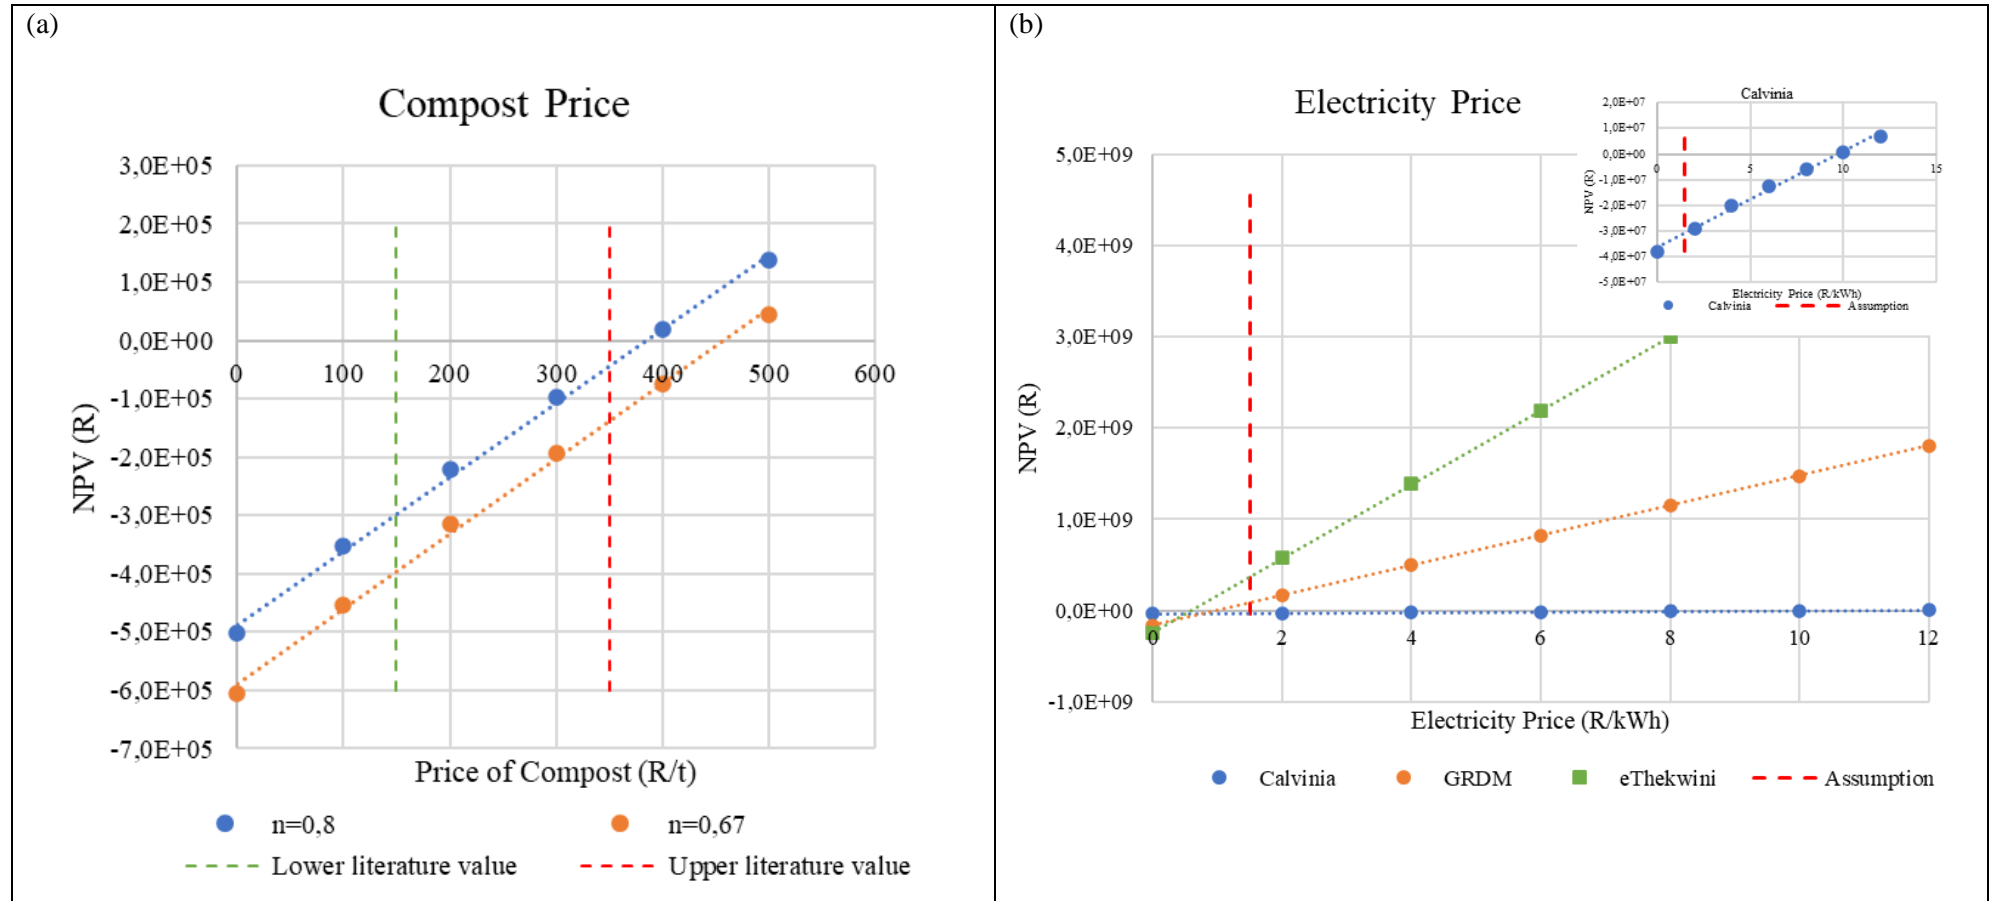 (a)
Compost Price
3,0E+05
2,0E+05
1,0E+05
0,0E+00
0 100 200 300 400 500 600
-1,0E+05
-2,0E+05
-3,0E+05
-4,0E+05
-5,0E+05
-6,0E+05
-7,0E+05
NPV (R)
Price of Compost (R/t)
n=0,8 n=0,67
Lower literature value Upper literature value
(b)
Electricity Price
5,0E+09
4,0E+09
3,0E+09
2,0E+09
1,0E+09
0,0E+00
0 2 4 6 8 10 12
-1,0E+09
NPV (R)
Electricity Price (R/kWh)
Calvinia GRDM eThekwini Assumption
Calvinia
2,0E+07
1,0E+07
0,0E+00
0 5 10 15
-1,0E+07
-2,0E+07
-3,0E+07
-4,0E+07
-5,0E+07
NPV (R)
Electricity Price (R/kWh)
Calvinia Assumption